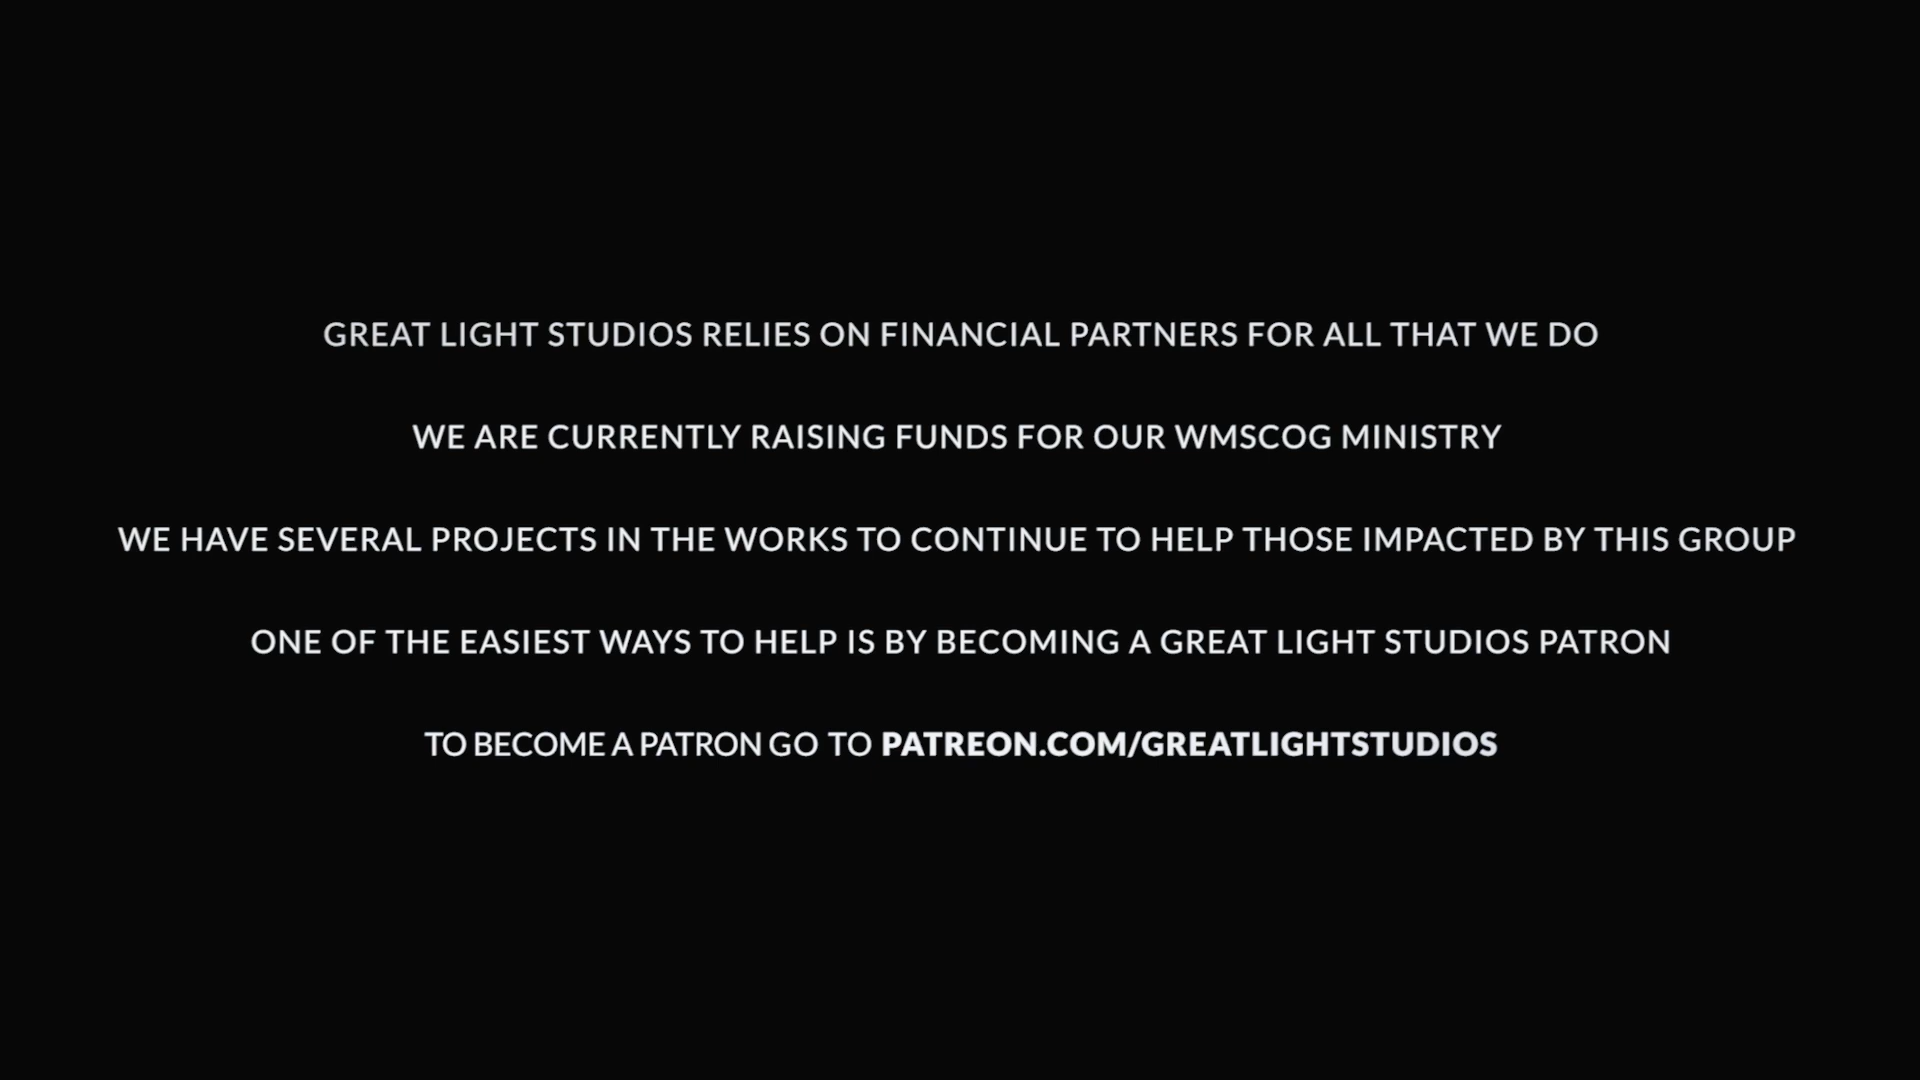 GREAT LIGHT STUDIOS RELIES ON FINANCIAL PARTNERS FOR ALL THAT WE DO
WE ARE CURRENTLY RAISING FUNDS FOR OUR WMSCOG MINISTRY
WE HAVE SEVERAL PROJECTS IN THE WORKS TO CONTINUE TO HELP THOSE IMPACTED BY THIS GROUP
ONE OF THE EASIEST WAYS TO HELP IS BY BECOMING A GREAT LIGHT STUDIOS PATRON
TO BECOME A PATRON GO TO PATREON.COM/GREATLIGHTSTUDIOS